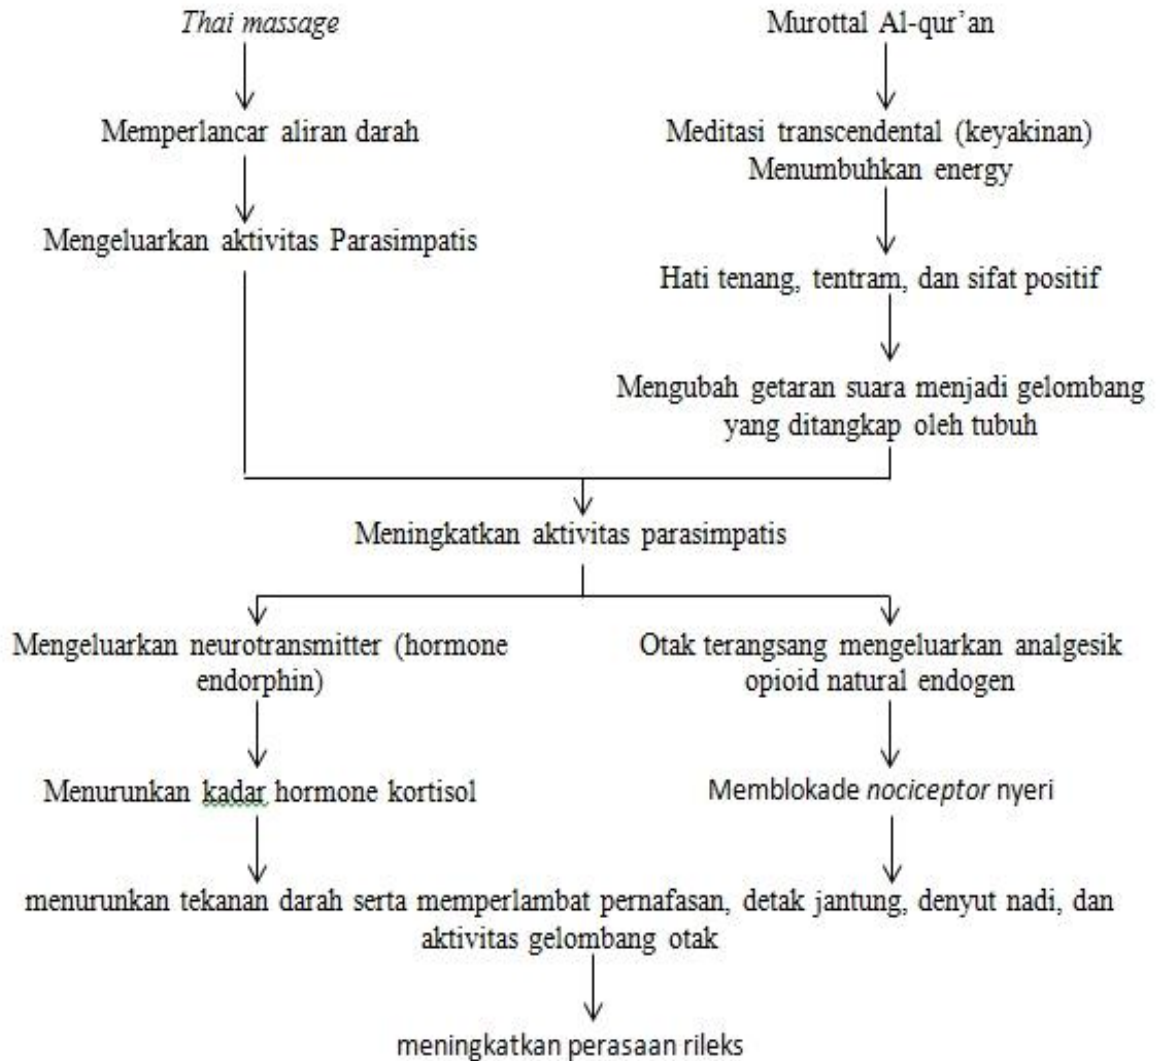 Thai massage
Murottal Al-qur’an
Memperlancar aliran darah
Meditasi transcendental (keyakinan)
Menumbuhkan energy
Mengeluarkan aktivitas Parasimpatis
Hati tenang, tentram, dan sifat positif
Mengubah getaran suara menjadi gelombang
yang ditangkap oleh tubuh
Meningkatkan aktivitas parasimpatis
Mengeluarkan neurotransmitter (hormone
endorphin)
Otak terangsang mengeluarkan analgesik
opioid natural endogen
Menurunkan kadar hormone kortisol
Memblokade nociceptor nyeri
menurunkan tekanan darah serta memperlambat pernafasan, detak jantung, denyut nadi, dan
aktivitas gelombang otak
meningkatkan perasaan rileks